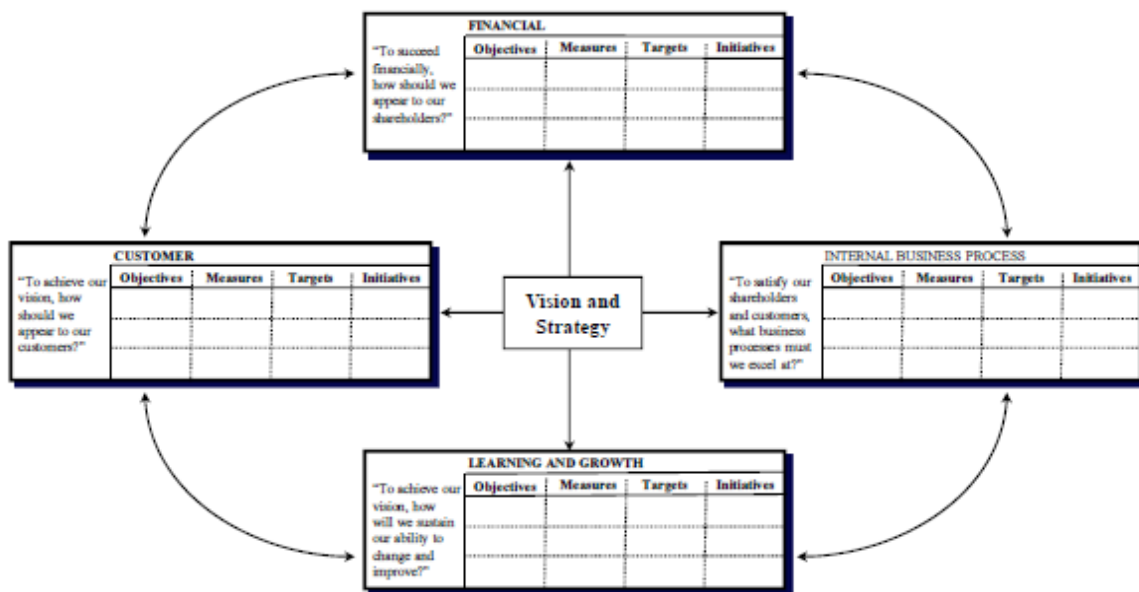 FINANCIAL
Objectives Measures Targets Initiatives
“To succeed
financially,
how should we
appear to our
shareholders?”
CUSTOMER
Objectives Measures Targets Initiatives
“To achieve our
vision, how
should we
appear to our
customers?”
Vision and
Strategy
INTERNAL BUSINESS PROCESS
Objectives Measures Targets Initiatives
“To satisfy our
shareholders
and customers,
what business
processes must
we excel at?”
LEARNING AND GROWTH
Objectives Measures Targets Initiatives
“To achieve our
vision, how
will we sustain
our ability to
change and
improve?”